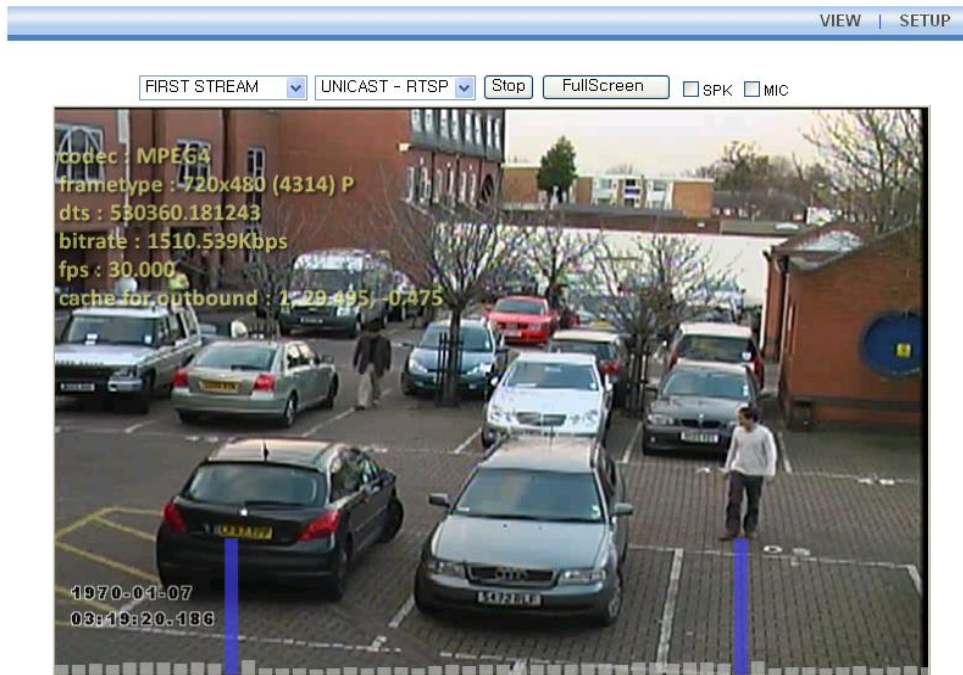 VIEW | SETUP
FIRST STREAM UNICAST - RTSP Stop FullScreen SPK MIC
codec : MPEG4
frametype : 720x480 (4314) P
dts : 530360.181243
bitrate : 1510.539Kbps
fps : 30.000
cache for outbound : 1, 29.495, -0.475
1970-01-07
03:19:20.186